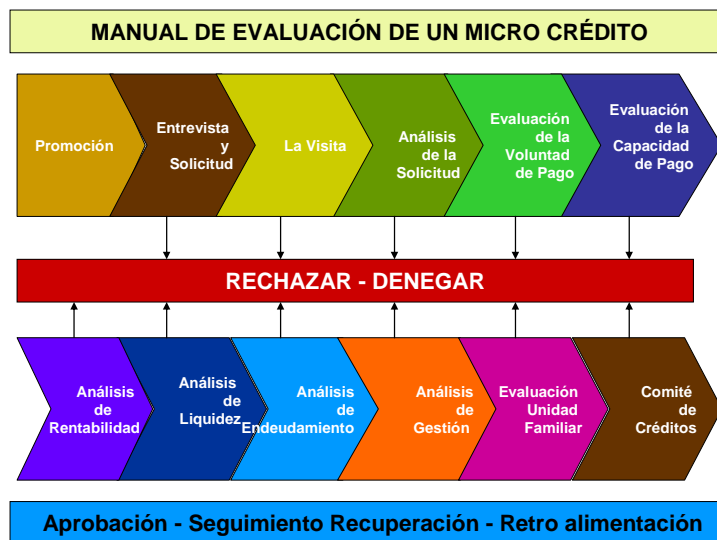 MANUAL DE EVALUACIÓN DE UN MICRO CRÉDITO
Promoción
Entrevista
y
Solicitud
La Visita
Análisis
de la
Solicitud
Evaluación
de la
Voluntad
de Pago
Evaluación
de la
Capacidad
de Pago
RECHAZAR - DENEGAR
Análisis
de
Rentabilidad
Análisis
de
Liquidez
Análisis
de
Endeudamiento
Análisis
de
Gestión
Evaluación
Unidad
Familiar
Comité
de
Créditos
Aprobación - Seguimiento Recuperación - Retro alimentación